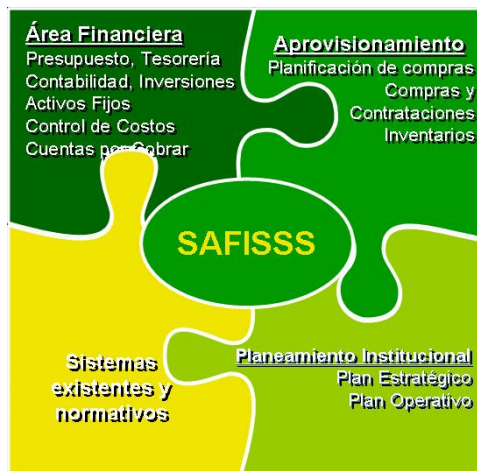 Área Financiera
Presupuesto, Tesorería
Contabilidad, Inversiones
Activos Fijos
Control de Costos
Cuentas por Cobrar
Aprovisionamiento
Planificación de compras
Compras y
Contrataciones
Inventarios
SAFISSS
Sistemas
existentes y
normativos
Planeamiento Institucional
Plan Estratégico
Plan Operativo